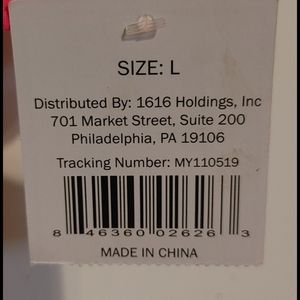 SIZE: L
Distributed By: 1616 Holdings, Inc
701 Market Street, Suite 200
Philadelphia, PA 19106
Tracking Number: MY110519
8 46360 02626 3
MADE IN CHINA